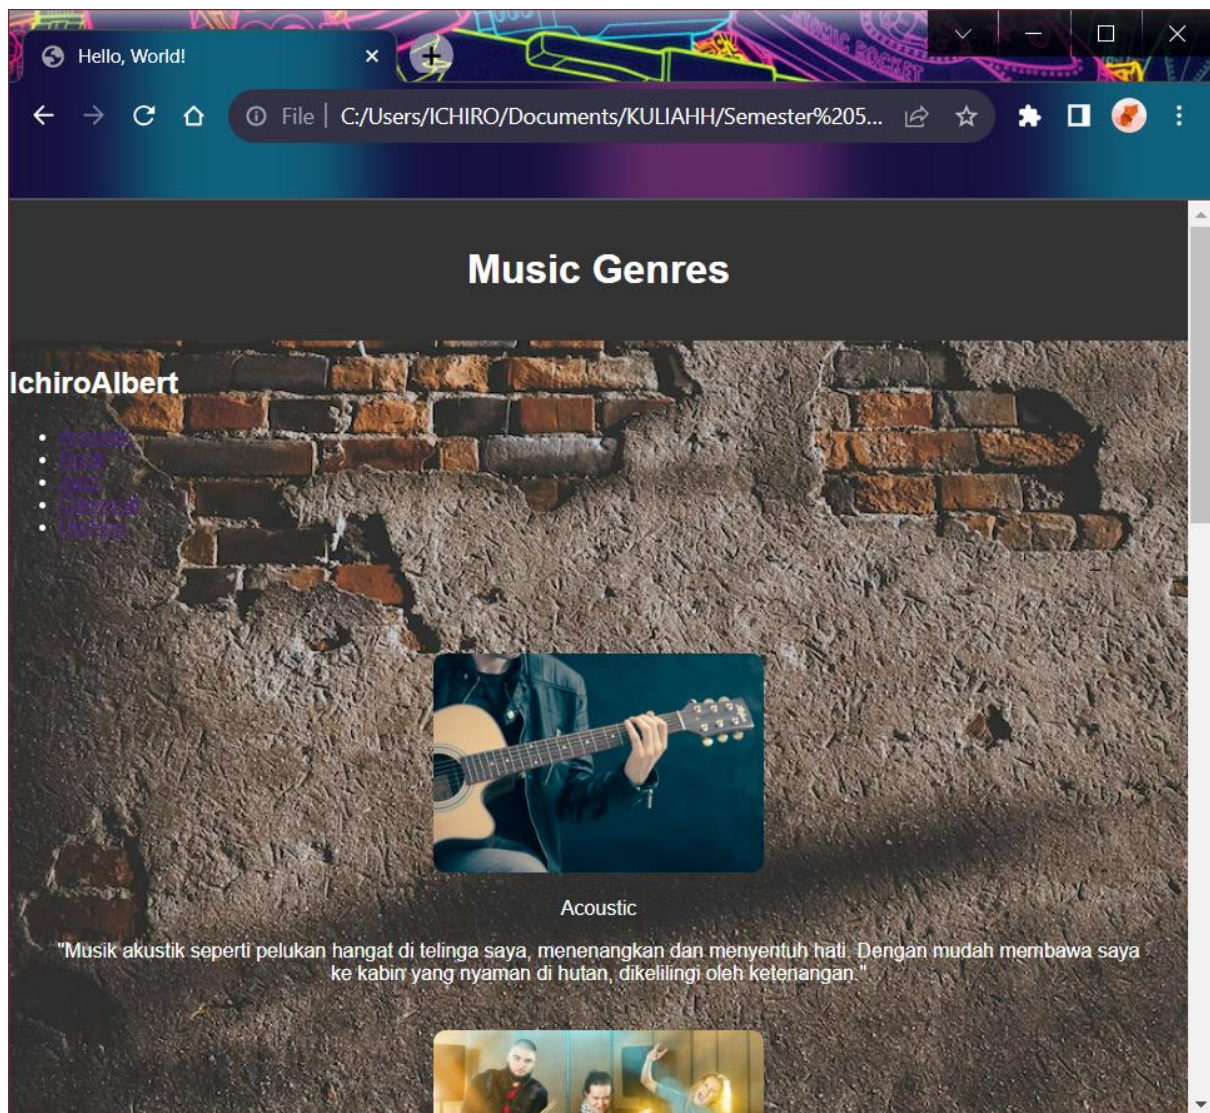 Hello, World!
File
C:/Users/ICHIRO/Documents/KULIAHH/Semester%205...
Music Genres
IchiroAlbert
Classical
Acoustic
"Musik akustik seperti pelukan hangat di telinga saya, menenangkan dan menyentuh hati. Dengan mudah membawa saya
ke kabin yang nyaman di hutan, dikelilingi oleh ketenangan."